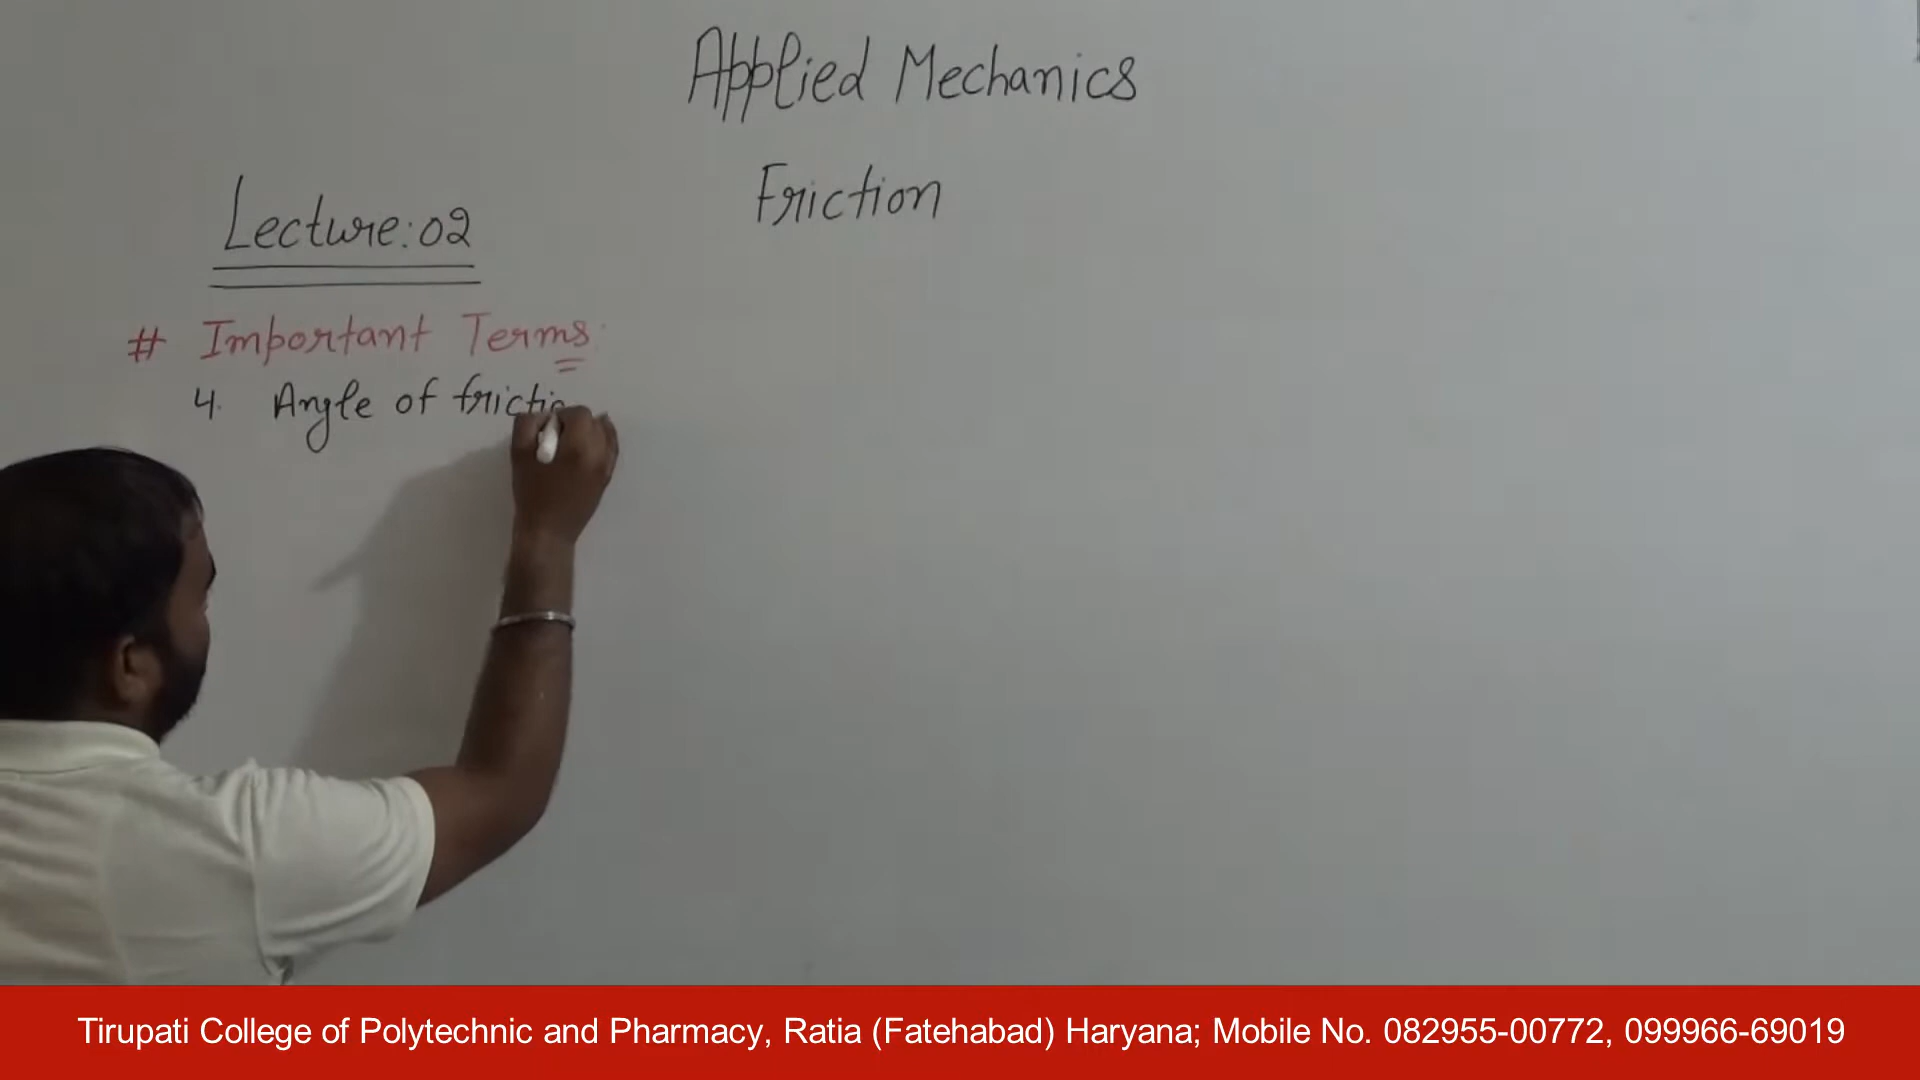 Applied Mechanics
Friction
Lecture:02
# Important Terms:
4. Angle of frictio
Tirupati College of Polytechnic and Pharmacy, Ratia (Fatehabad) Haryana; Mobile No. 082955-00772, 099966-69019